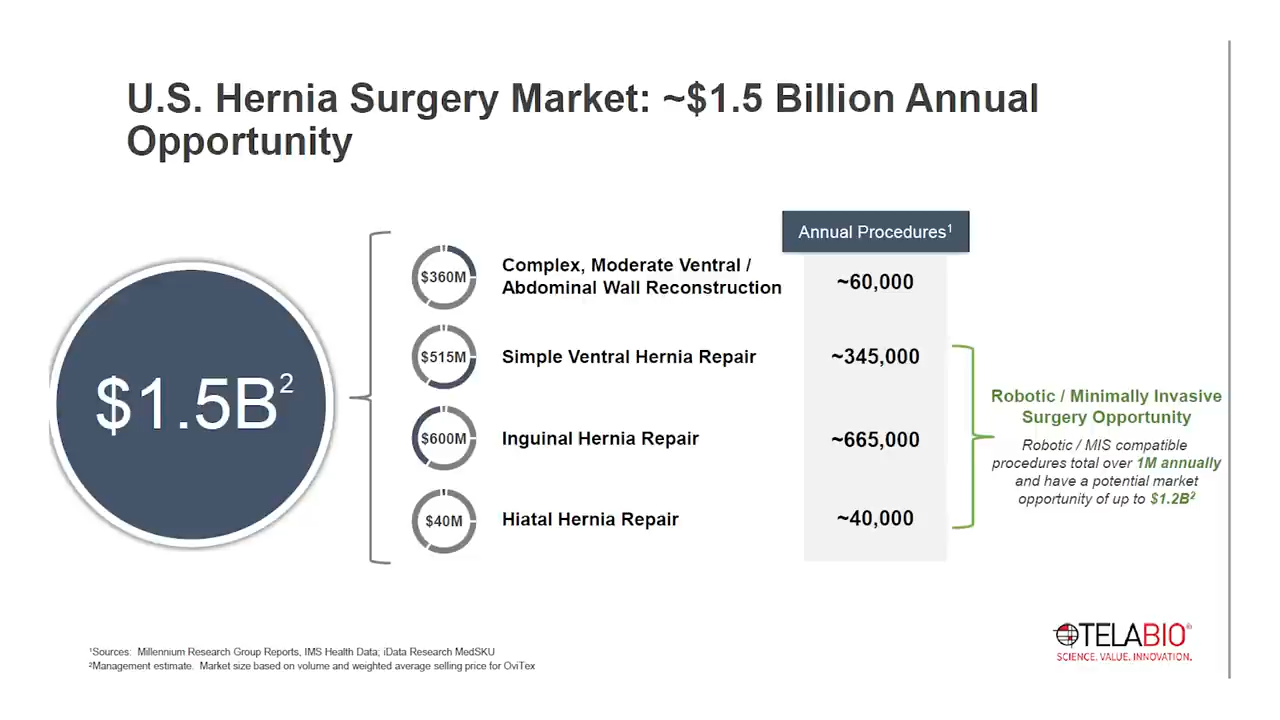 U.S. Hernia Surgery Market: ~$1.5 Billion Annual
Opportunity
$1.5B²
Annual Procedures¹
$360M
Complex, Moderate Ventral /
Abdominal Wall Reconstruction
~60,000
$515M
Simple Ventral Hernia Repair
~345,000
$600M
Inguinal Hernia Repair
~665,000
$40M
Hiatal Hernia Repair
~40,000
Robotic / Minimally Invasive
Surgery Opportunity
Robotic / MIS compatible
procedures total over 1M annually
and have a potential market
opportunity of up to $1.2B²
¹Sources: Millennium Research Group Reports, IMS Health Data; iData Research MedSKU
²Management estimate. Market size based on volume and weighted average selling price for OviTex
TELABIO®
SCIENCE. VALUE. INNOVATION.